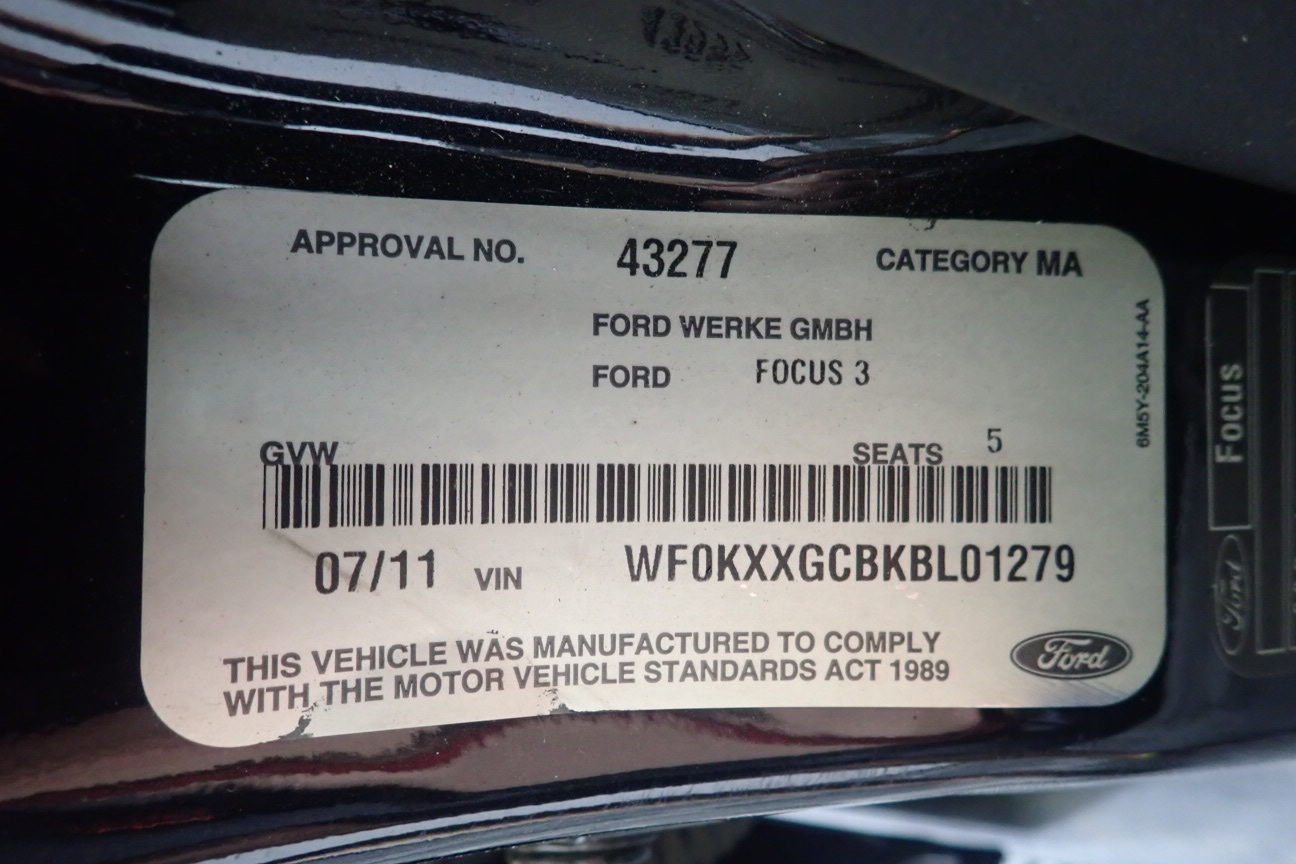 APPROVAL NO. 43277 CATEGORY MA
FORD WERKE GMBH
FORD FOCUS 3
6M5Y-204A14-AA
GVW SEATS 5
07/11 VIN WF0KXXGCBKBL01279
THIS VEHICLE WAS MANUFACTURED TO COMPLY
WITH THE MOTOR VEHICLE STANDARDS ACT 1989
Ford
FOCUS
Ford